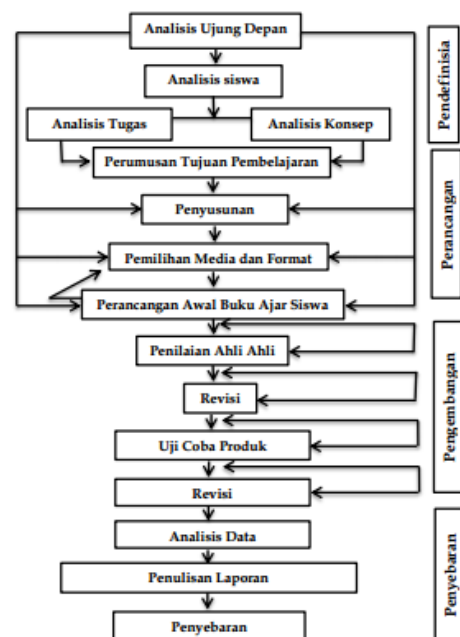 Analisis Ujung Depan
Analisis siswa
Analisis Tugas
Analisis Konsep
Perumusan Tujuan Pembelajaran
Penyusunan
Pemilihan Media dan Format
Perancangan Awal Buku Ajar Siswa
Penilaian Ahli Ahli
Revisi
Uji Coba Produk
Revisi
Analisis Data
Penulisan Laporan
Penyebaran
Pendefinisia
Perancangan
Pengembangan
Penyebaran